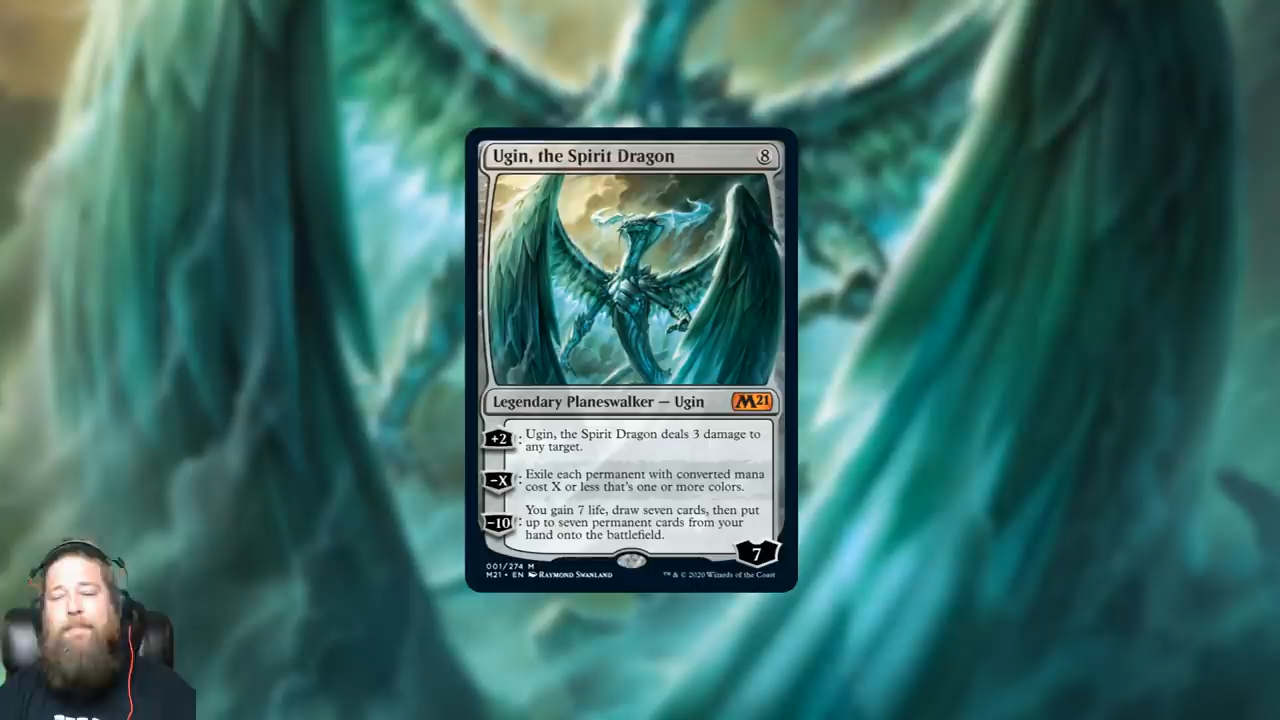 Ugin, the Spirit Dragon 8
Legendary Planeswalker — Ugin M21
+2: Ugin, the Spirit Dragon deals 3 damage to
any target.
-X: Exile each permanent with converted mana
cost X or less that's one or more colors.
You gain 7 life, draw seven cards, then put
-10: up to seven permanent cards from your
hand onto the battlefield.
7
001/274 M
M21 • EN Raymond Swanland
™ & © 2020 Wizards of the Coast